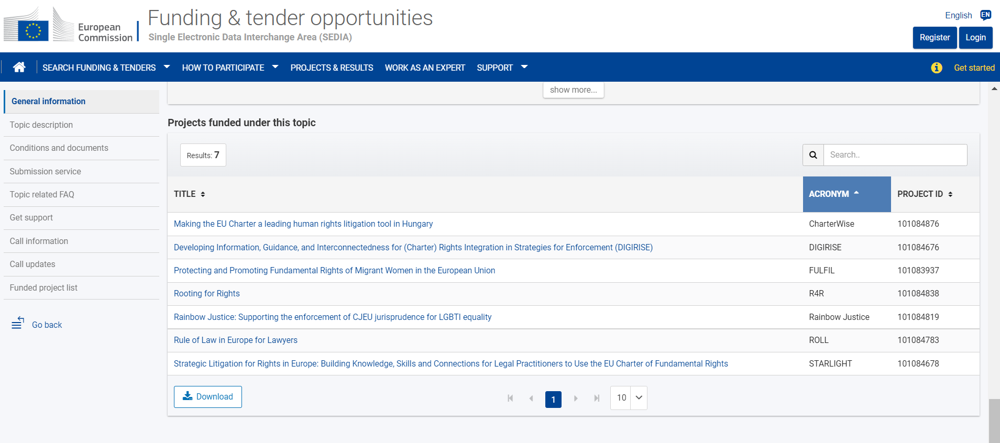 European
Commission
Funding & tender opportunities
Single Electronic Data Interchange Area (SEDIA)
English EN
Register Login
SEARCH FUNDING & TENDERS HOW TO PARTICIPATE PROJECTS & RESULTS WORK AS AN EXPERT SUPPORT Get started
General information
Topic description
Conditions and documents
Submission service
Topic related FAQ
Get support
Call information
Call updates
Funded project list
Go back
show more...
Projects funded under this topic
Results: 7 Search..
TITLE ACRONYM PROJECT ID
Making the EU Charter a leading human rights litigation tool in Hungary CharterWise 101084876
Developing Information, Guidance, and Interconnectedness for (Charter) Rights Integration in Strategies for Enforcement (DIGIRISE) DIGIRISE 101084676
Protecting and Promoting Fundamental Rights of Migrant Women in the European Union FULFIL 101083937
Rooting for Rights R4R 101084838
Rainbow Justice: Supporting the enforcement of CJEU jurisprudence for LGBTI equality Rainbow Justice 101084819
Rule of Law in Europe for Lawyers ROLL 101084783
Strategic Litigation for Rights in Europe: Building Knowledge, Skills and Connections for Legal Practitioners to Use the EU Charter of Fundamental Rights STARLIGHT 101084678
Download 1 10